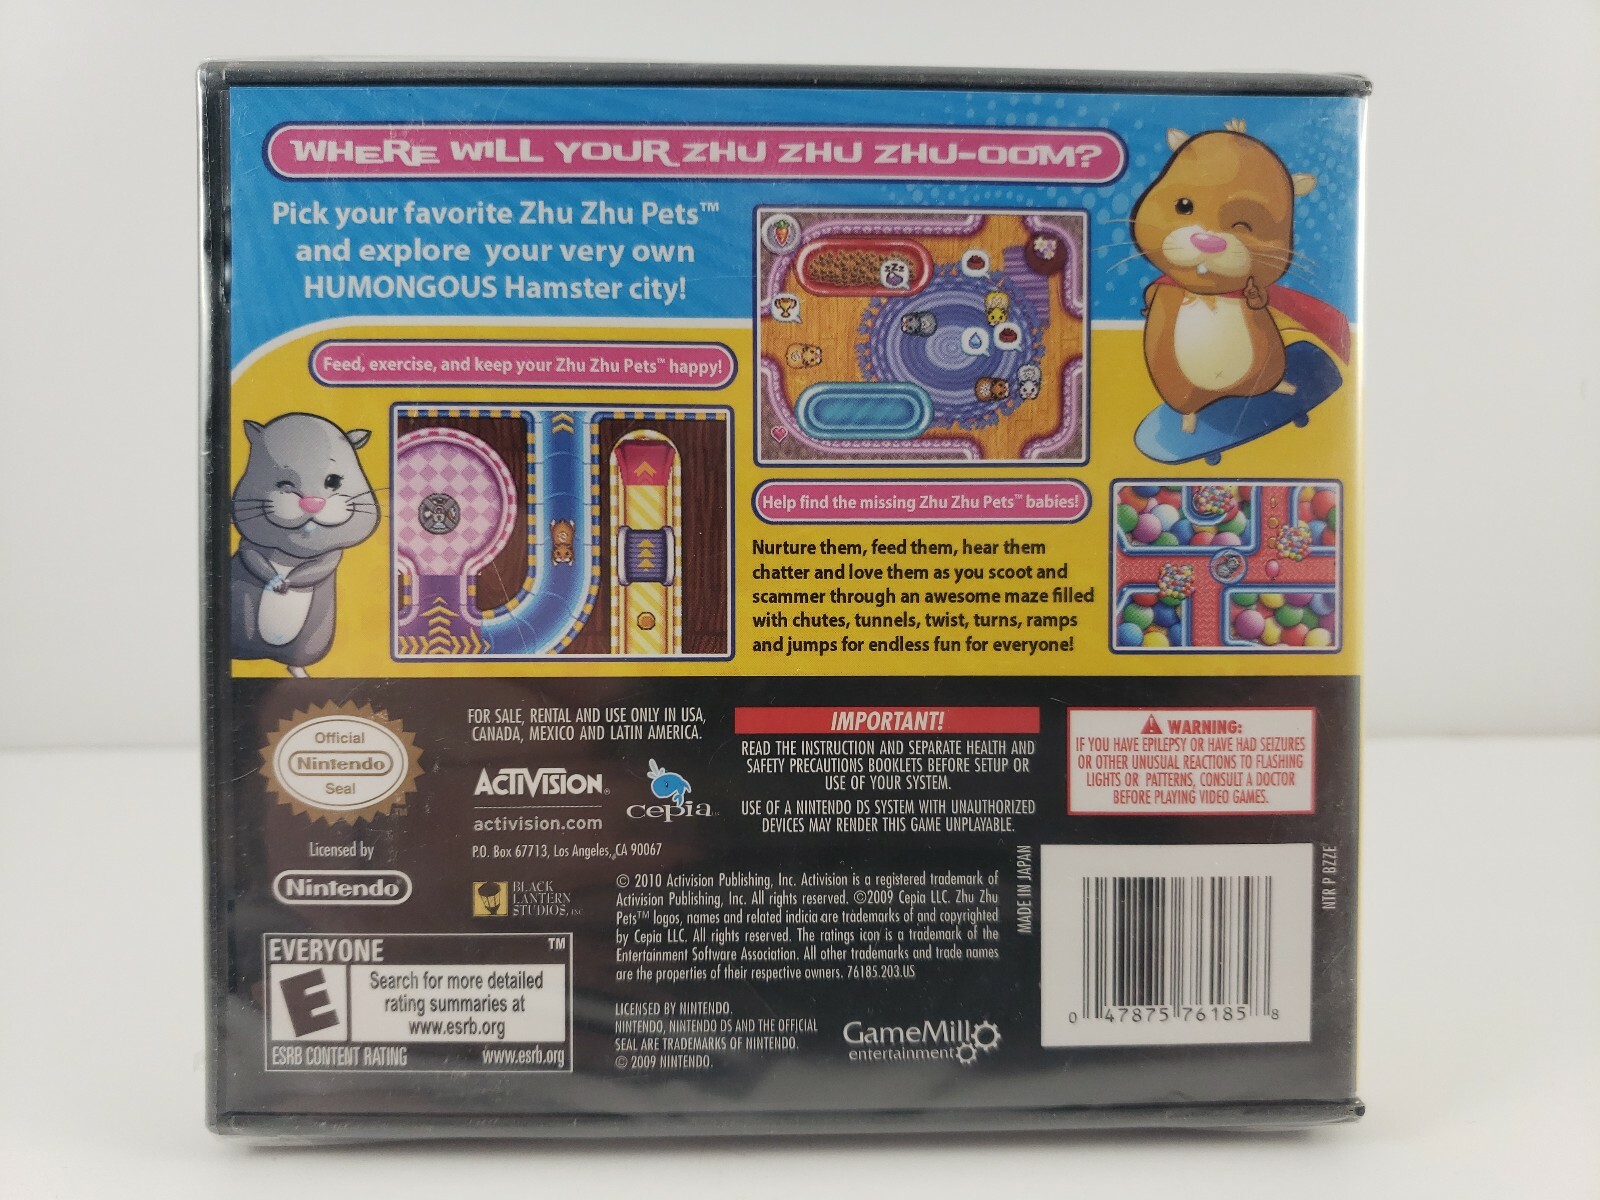 WHERE WILL YOUR ZHU ZHU ZHU-OOM?
Pick your favorite Zhu Zhu Pets™
and explore your very own
HUMONGOUS Hamster city!
Feed, exercise, and keep your Zhu Zhu Pets™ happy!
zZz
Help find the missing Zhu Zhu Pets™ babies!
Nurture them, feed them, hear them
chatter and love them as you scoot and
scammer through an awesome maze filled
with chutes, tunnels, twist, turns, ramps
and jumps for endless fun for everyone!
Official
Nintendo
Seal
TM
Licensed by
Nintendo®
FOR SALE, RENTAL AND USE ONLY IN USA,
CANADA, MEXICO AND LATIN AMERICA.
ACTIVISION®
activision.com
cepia LLC
P.O. Box 67713, Los Angeles, CA 90067
BLACK
LANTERN
STUDIOS, INC
IMPORTANT!
READ THE INSTRUCTION AND SEPARATE HEALTH AND
SAFETY PRECAUTIONS BOOKLETS BEFORE SETUP OR
USE OF YOUR SYSTEM.
USE OF A NINTENDO DS SYSTEM WITH UNAUTHORIZED
DEVICES MAY RENDER THIS GAME UNPLAYABLE.
WARNING:
IF YOU HAVE EPILEPSY OR HAVE HAD SEIZURES
OR OTHER UNUSUAL REACTIONS TO FLASHING
LIGHTS OR PATTERNS, CONSULT A DOCTOR
BEFORE PLAYING VIDEO GAMES.
© 2010 Activision Publishing, Inc. Activision is a registered trademark of
Activision Publishing, Inc. All rights reserved. ©2009 Cepia LLC. Zhu Zhu
Pets™ logos, names and related indicia are trademarks of and copyrighted
by Cepia LLC. All rights reserved. The ratings icon is a trademark of the
Entertainment Software Association. All other trademarks and trade names
are the properties of their respective owners. 76185.203.US
LICENSED BY NINTENDO.
NINTENDO, NINTENDO DS AND THE OFFICIAL
SEAL ARE TRADEMARKS OF NINTENDO.
© 2009 NINTENDO.
GameMill
entertainment
MADE IN JAPAN
NTR P BZZE
0 47875 76185 8
EVERYONE TM
E
Search for more detailed
rating summaries at
www.esrb.org
ESRB CONTENT RATING www.esrb.org